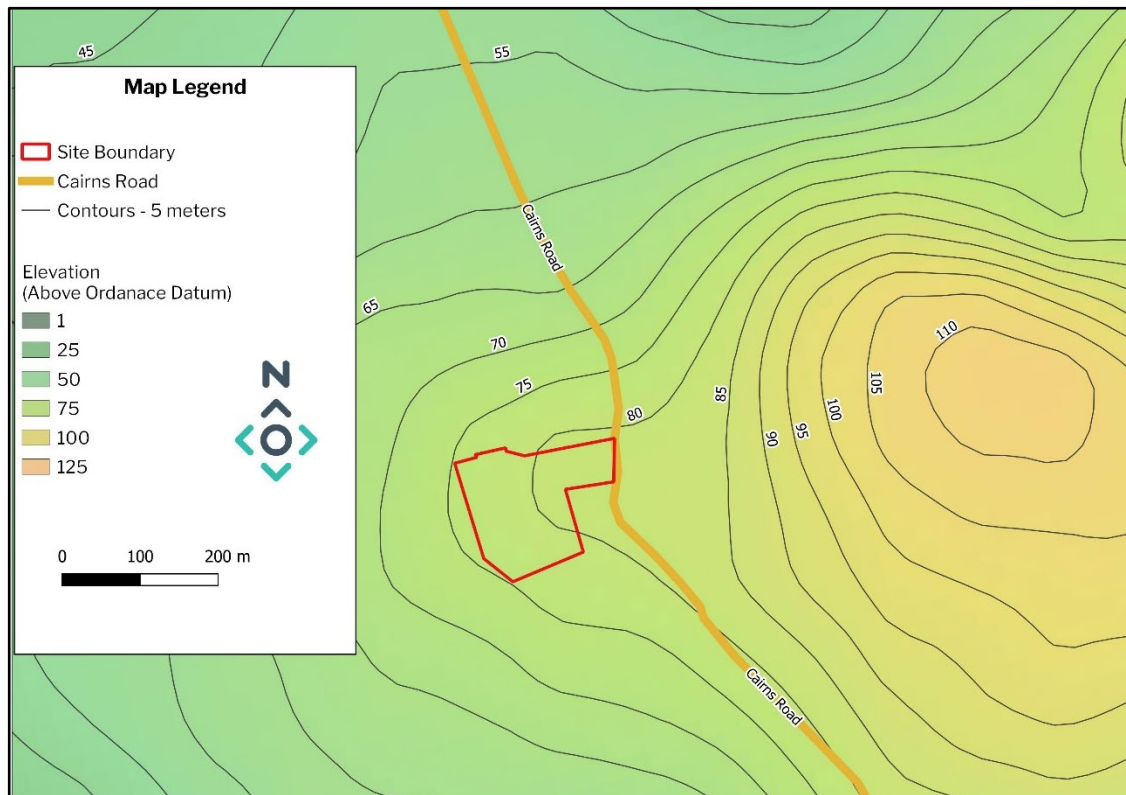 45
55
Map Legend
Site Boundary
Cairns Road
Contours - 5 meters
Elevation
(Above Ordanace Datum)
1
25
50
75
100
125
N
0 100 200 m
Cairns Road
65
70
75
80
85
90
95
100
105
110
Cairns Road